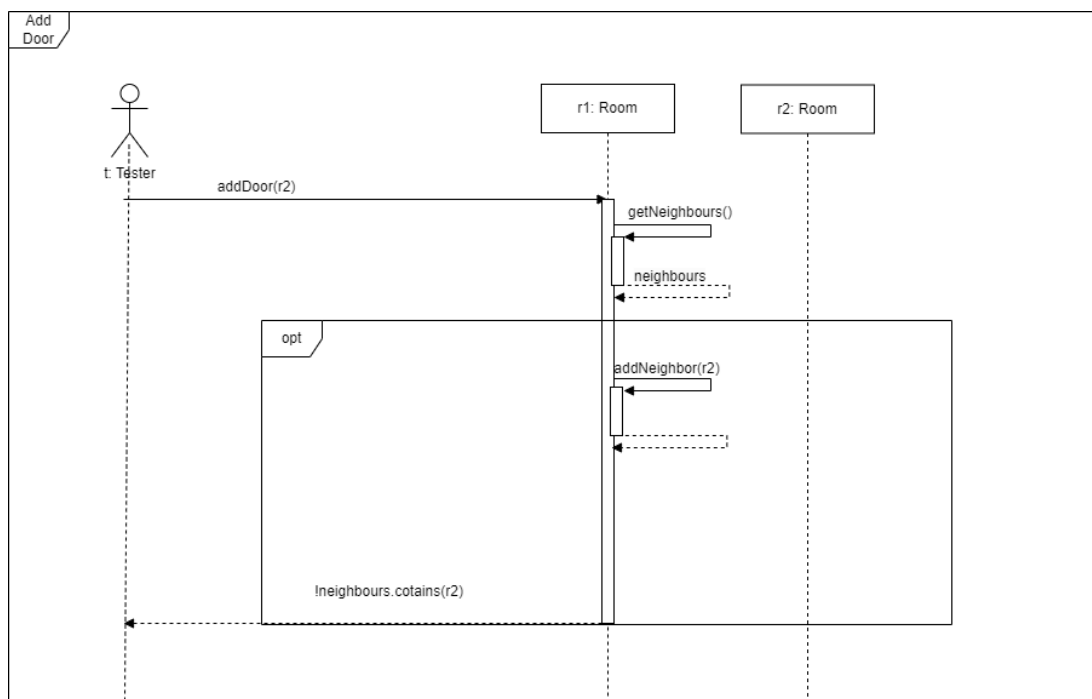 Add
Door
r1: Room
r2: Room
t: Tester
addDoor(r2)
getNeighbours()
neighbours
opt
addNeighbor(r2)
!neighbours.cotains(r2)